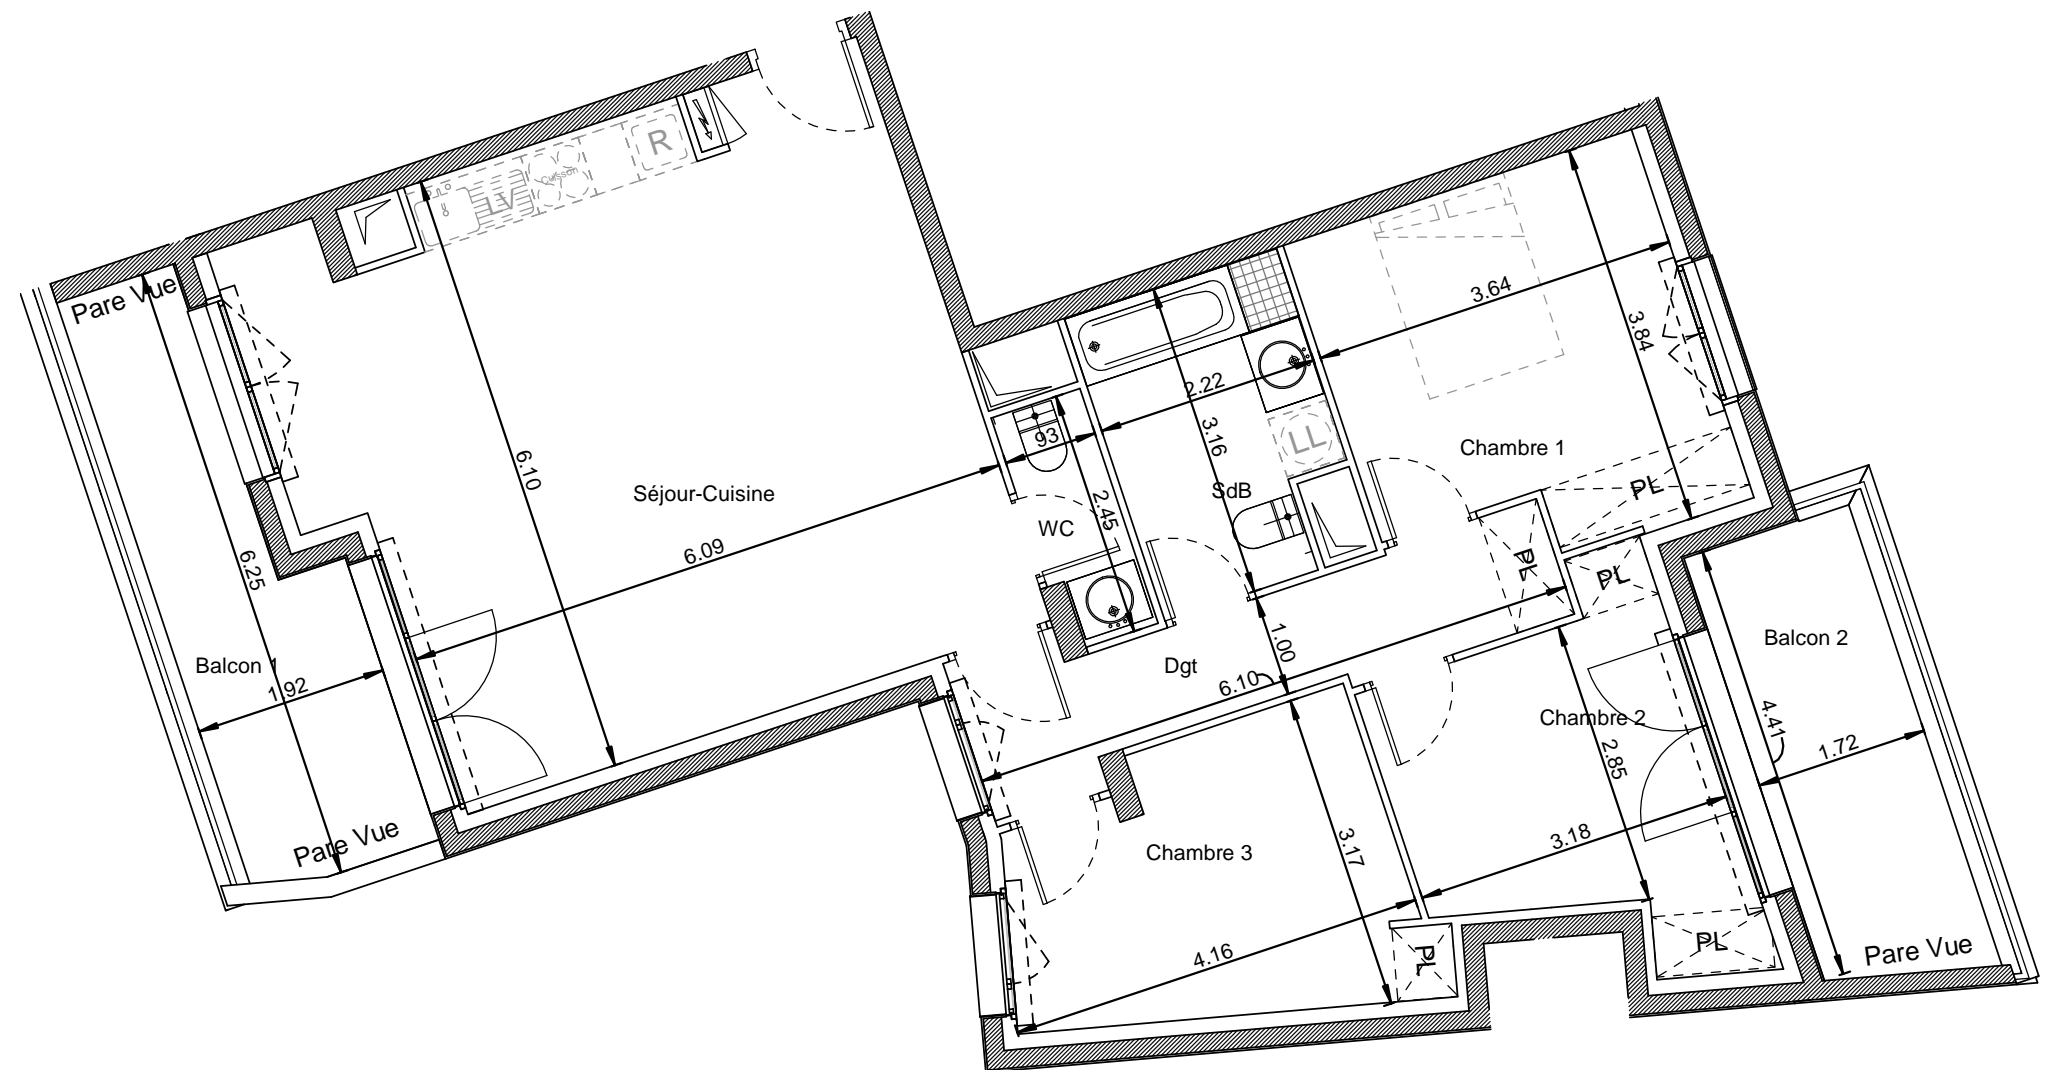 R
Cuisson
LV
Pare Vue
3.64
3.84
2.22
93
3.16
LL
Chambre 1
6.10
Séjour-Cuisine
SdB
2.45
WC
PL
PL
PL
6.09
6.25
Balcon 1
1.92
1.00
Dgt
6.10
Balcon 2
Chambre 2
4.41
1.72
2.85
Pare Vue
3.17
3.18
Chambre 3
4.16
PL
PL
Pare Vue